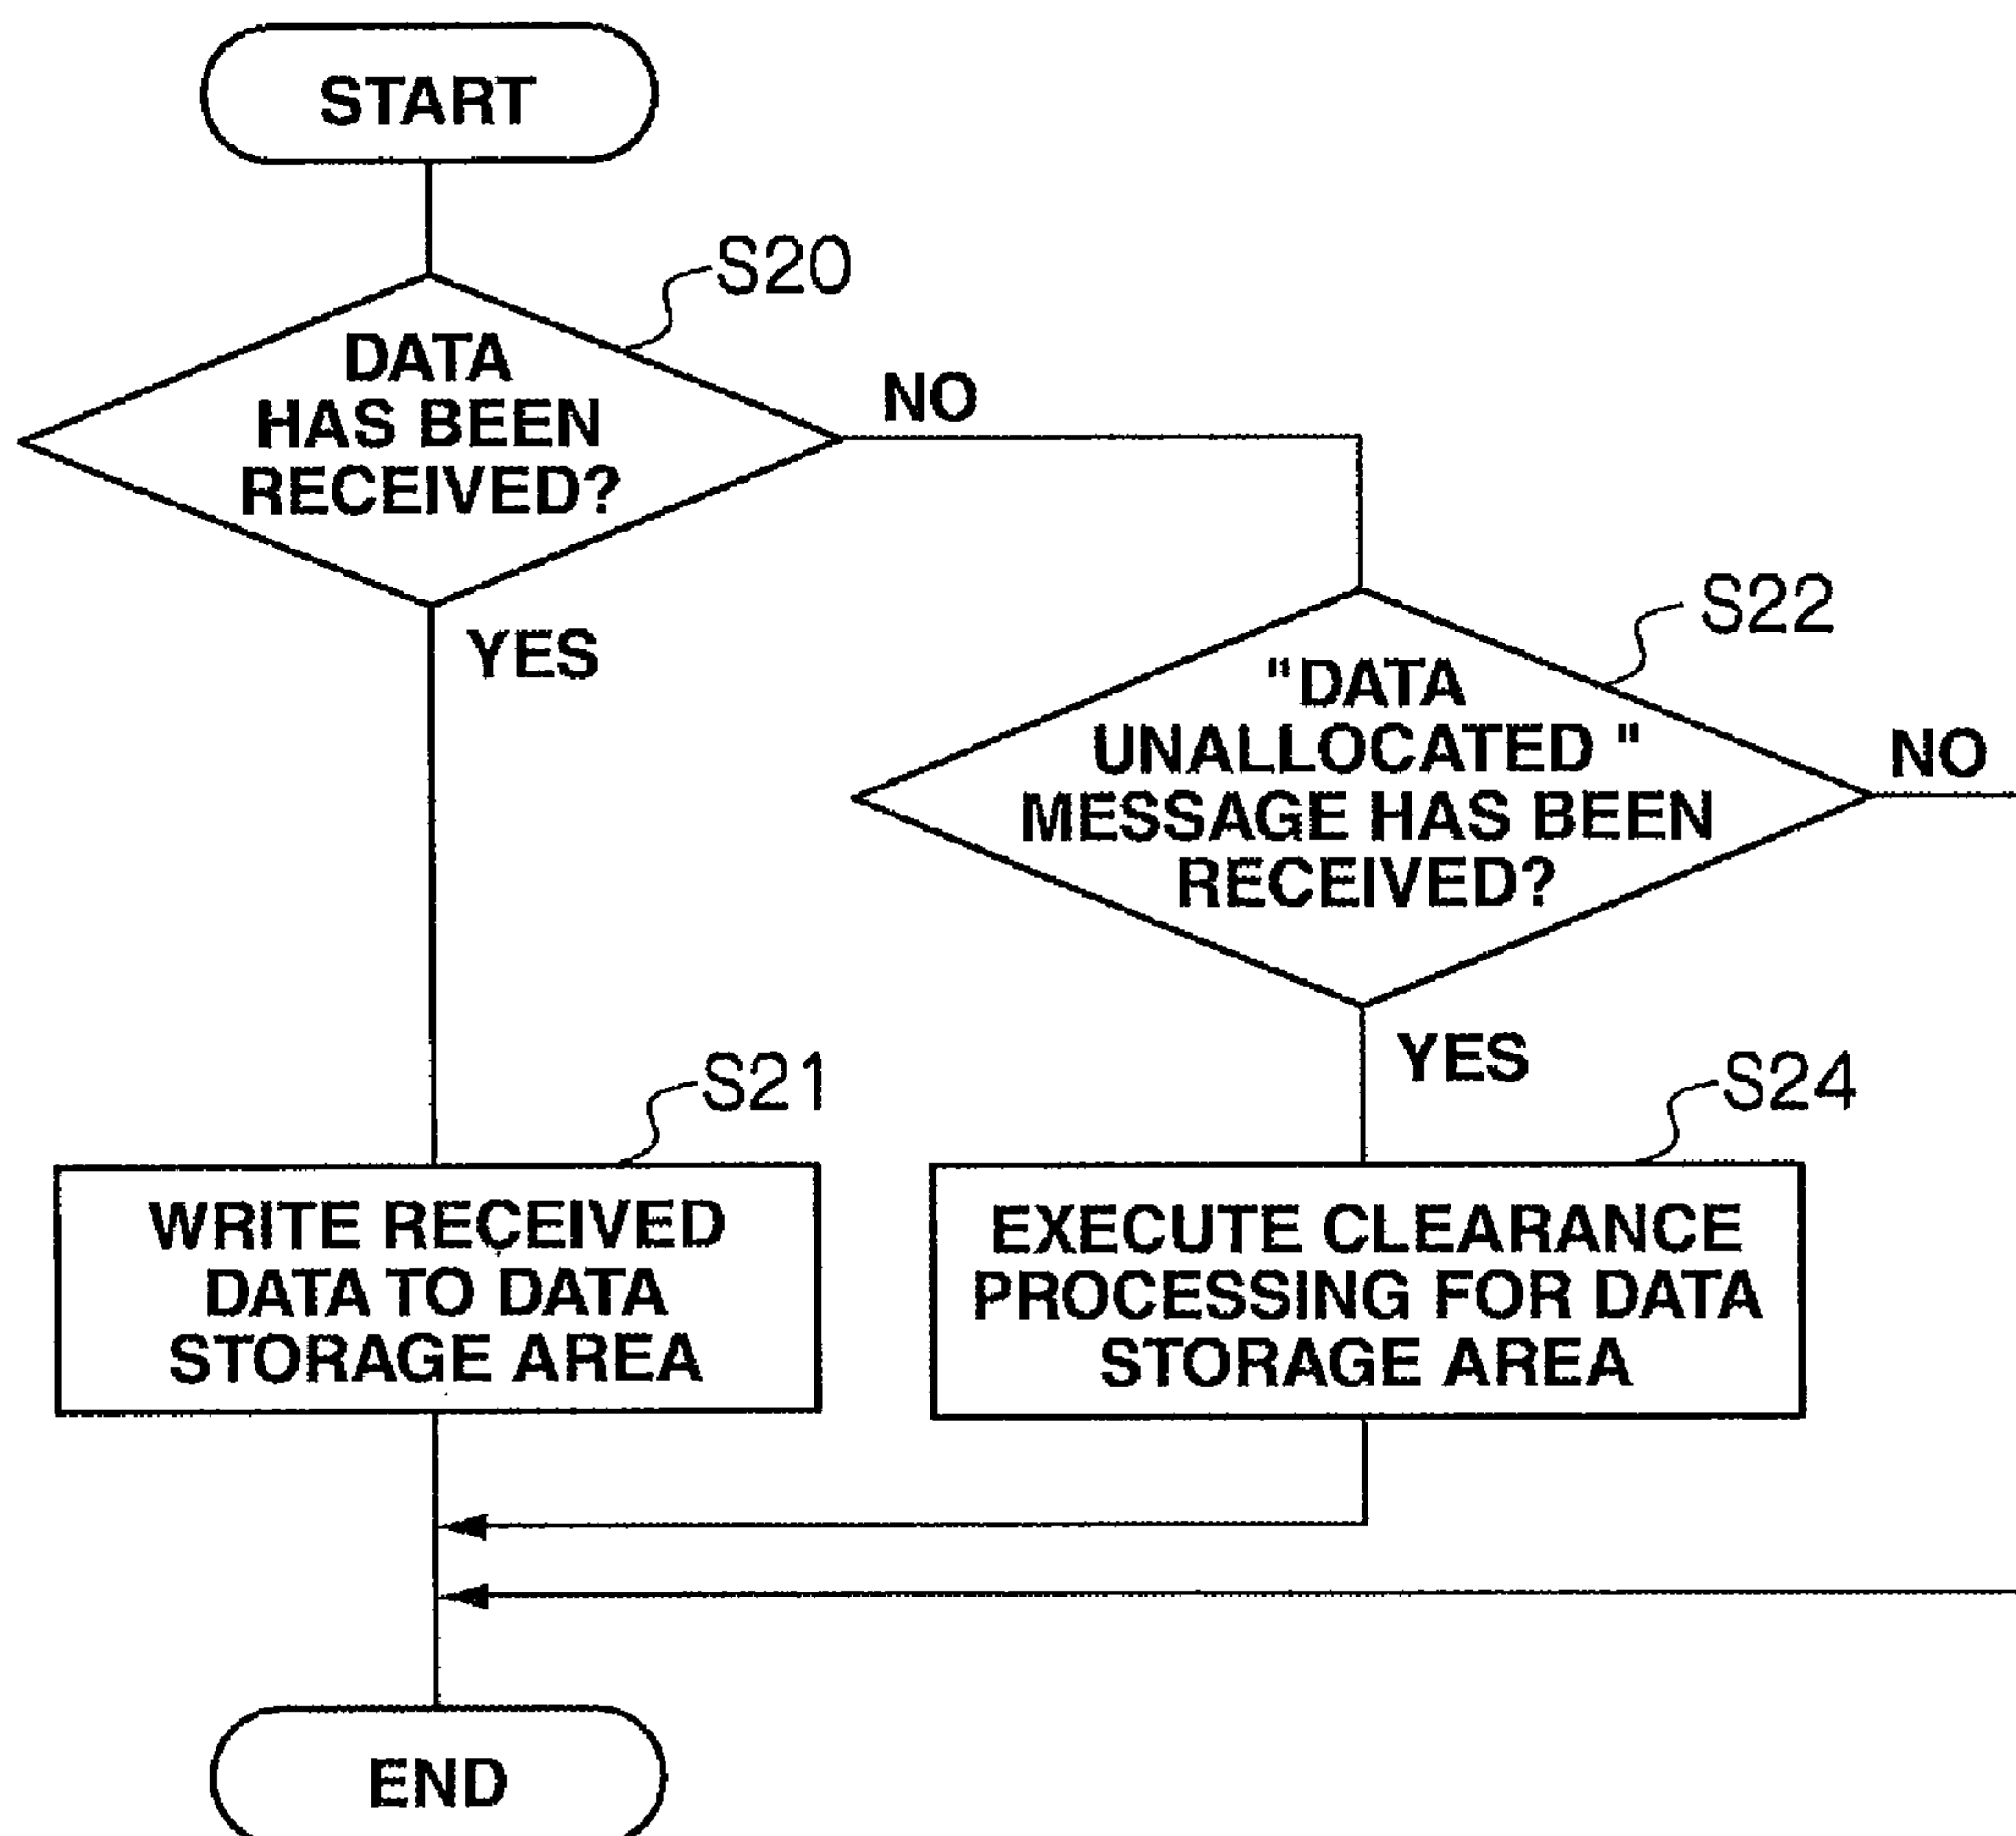 START
S20
DATA
HAS BEEN
RECEIVED?
NO
YES
S22
"DATA
UNALLOCATED "
MESSAGE HAS BEEN
RECEIVED?
NO
YES
S21
WRITE RECEIVED
DATA TO DATA
STORAGE AREA
S24
EXECUTE CLEARANCE
PROCESSING FOR DATA
STORAGE AREA
END